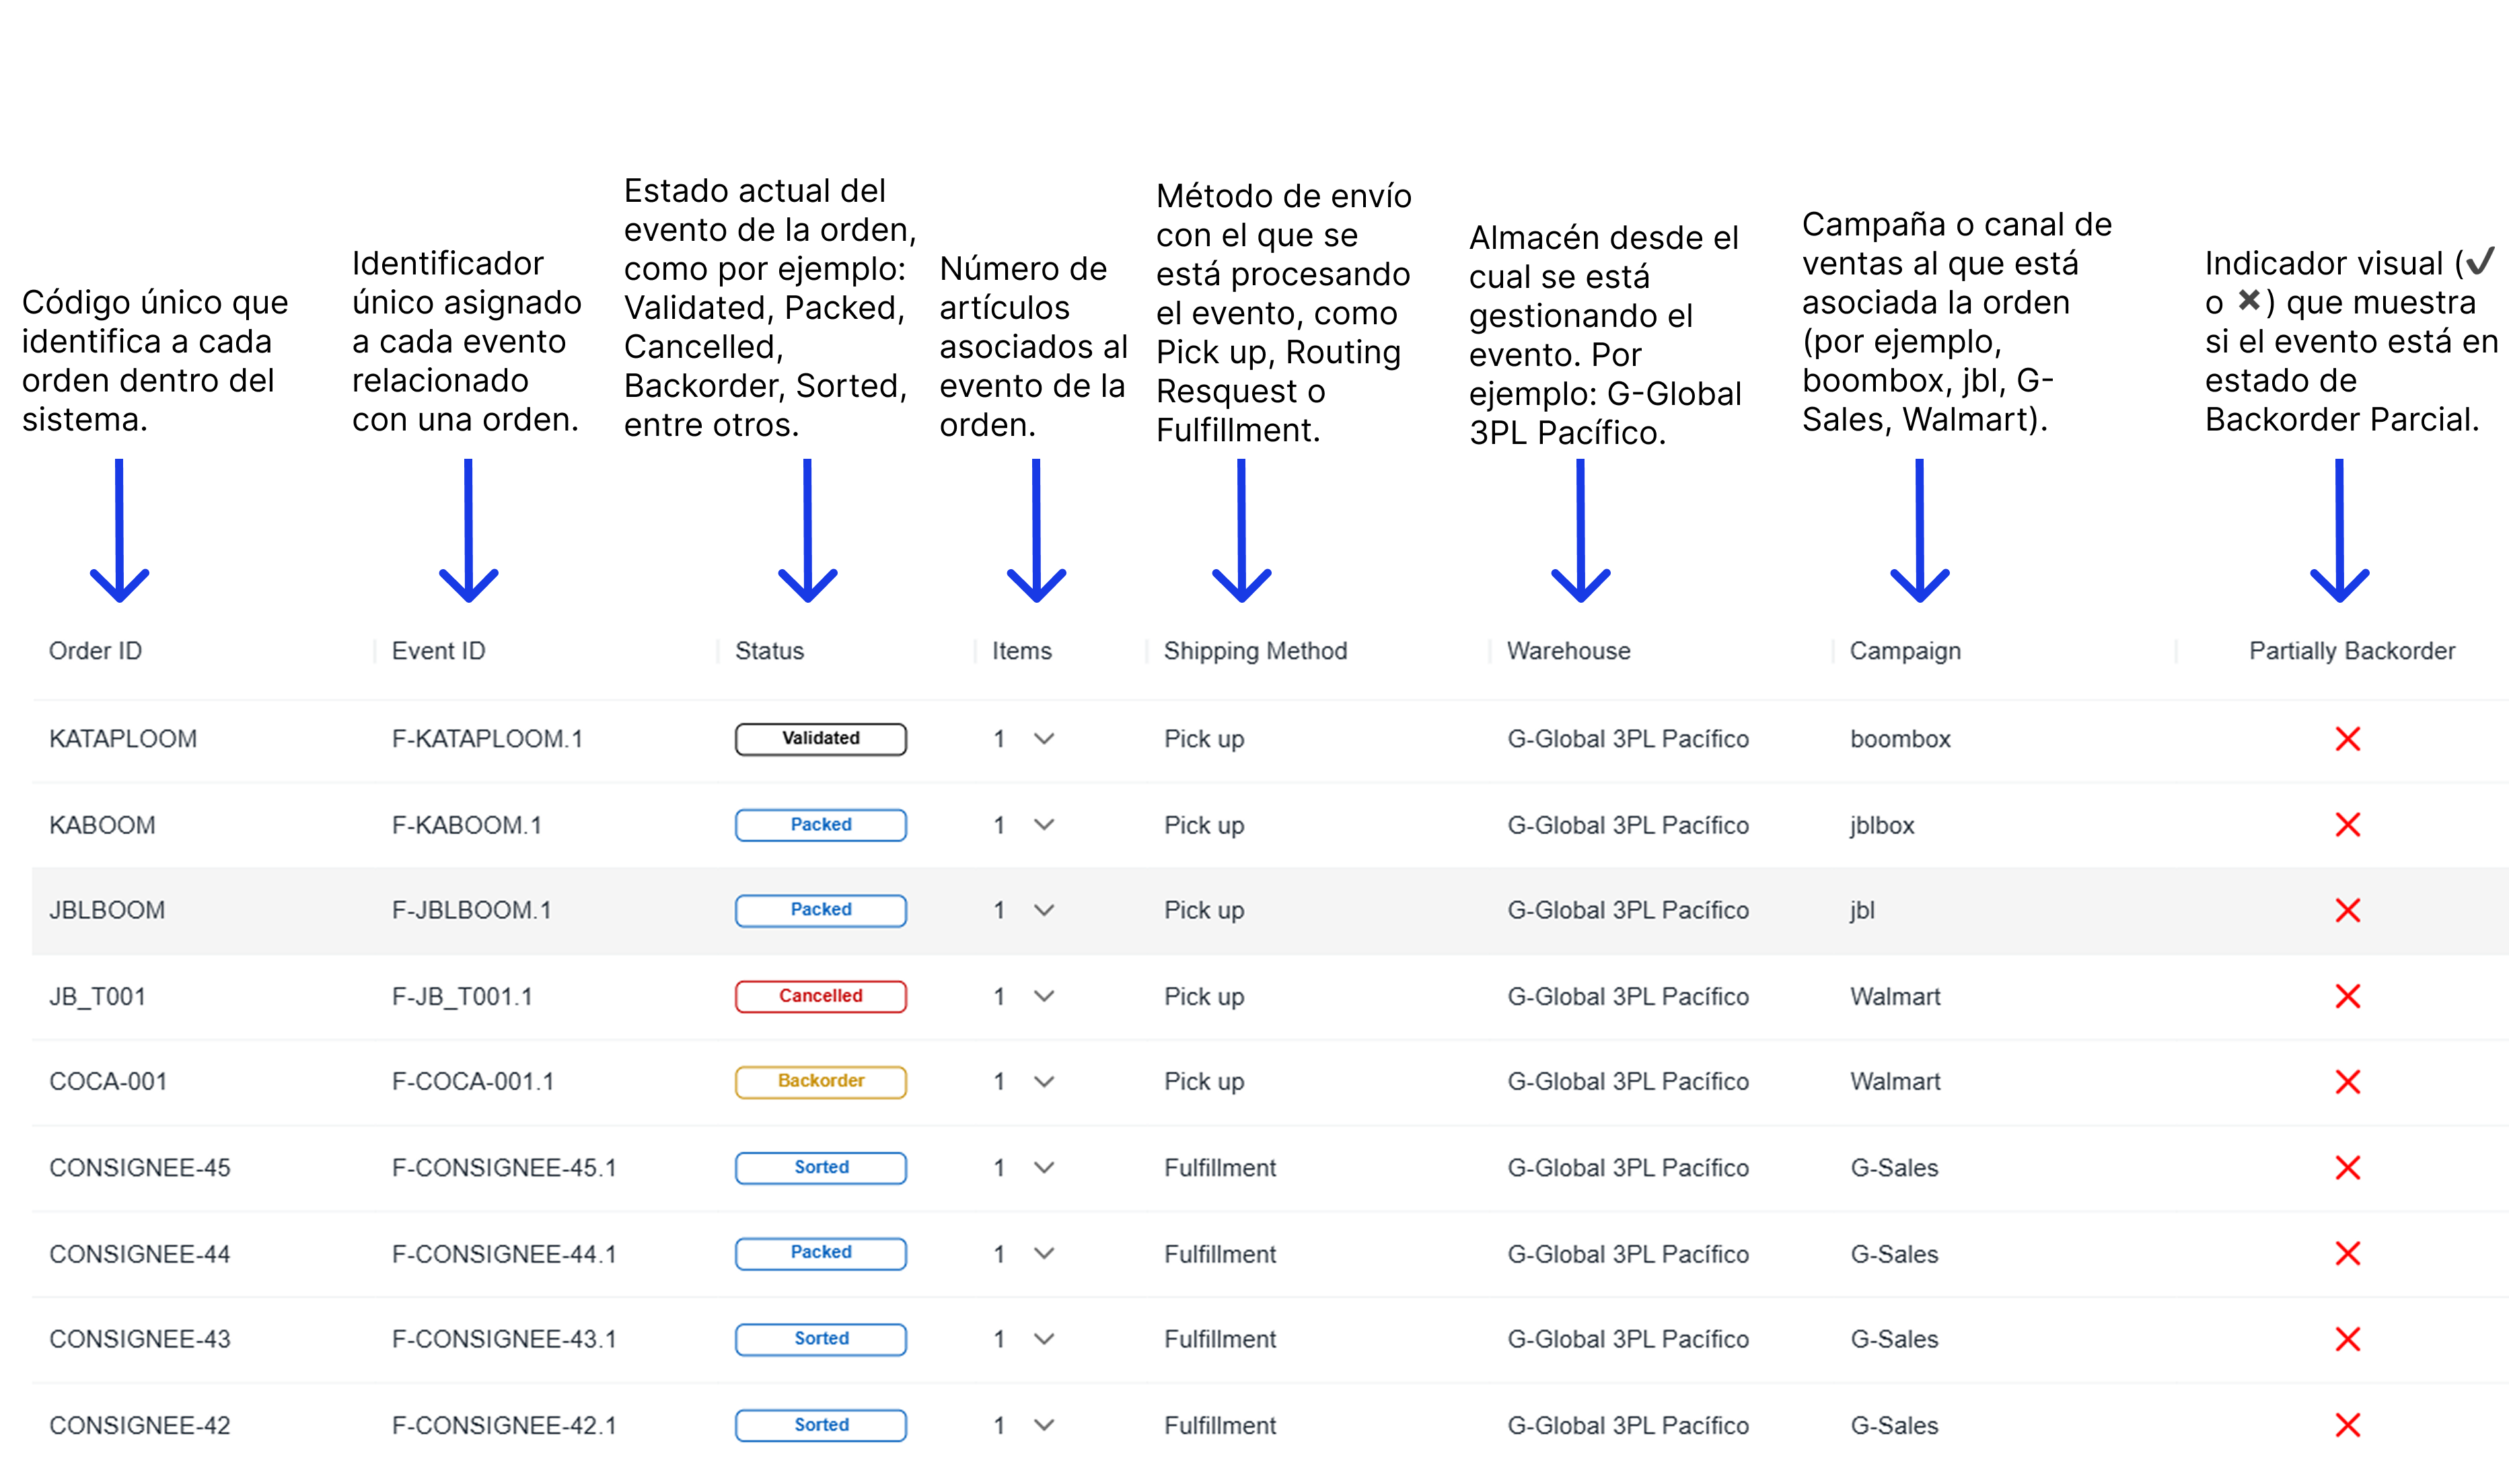 Código único que
identifica a cada
orden dentro del
sistema.
Identificador
único asignado
a cada evento
relacionado
con una orden.
Estado actual del
evento de la orden,
como por ejemplo:
Validated, Packed,
Cancelled,
Backorder, Sorted,
entre otros.
Número de
artículos
asociados al
evento de la
orden.
Método de envío
con el que se
está procesando
el evento, como
Pick up, Routing
Resquest o
Fulfillment.
Almacén desde el
cual se está
gestionando el
evento. Por
ejemplo: G-Global
3PL Pacífico.
Campaña o canal de
ventas al que está
asociada la orden
(por ejemplo,
boombox, jbl, G-
Sales, Walmart).
Indicador visual (✔
o ✖) que muestra
si el evento está en
estado de
Backorder Parcial.
Order ID Event ID Status Items Shipping Method Warehouse Campaign Partially Backorder
KATAPLOOM F-KATAPLOOM.1 Validated 1 Pick up G-Global 3PL Pacífico boombox
KABOOM F-KABOOM.1 Packed 1 Pick up G-Global 3PL Pacífico jblbox
JBLBOOM F-JBLBOOM.1 Packed 1 Pick up G-Global 3PL Pacífico jbl
JB_T001 F-JB_T001.1 Cancelled 1 Pick up G-Global 3PL Pacífico Walmart
COCA-001 F-COCA-001.1 Backorder 1 Pick up G-Global 3PL Pacífico Walmart
CONSIGNEE-45 F-CONSIGNEE-45.1 Sorted 1 Fulfillment G-Global 3PL Pacífico G-Sales
CONSIGNEE-44 F-CONSIGNEE-44.1 Packed 1 Fulfillment G-Global 3PL Pacífico G-Sales
CONSIGNEE-43 F-CONSIGNEE-43.1 Sorted 1 Fulfillment G-Global 3PL Pacífico G-Sales
CONSIGNEE-42 F-CONSIGNEE-42.1 Sorted 1 Fulfillment G-Global 3PL Pacífico G-Sales